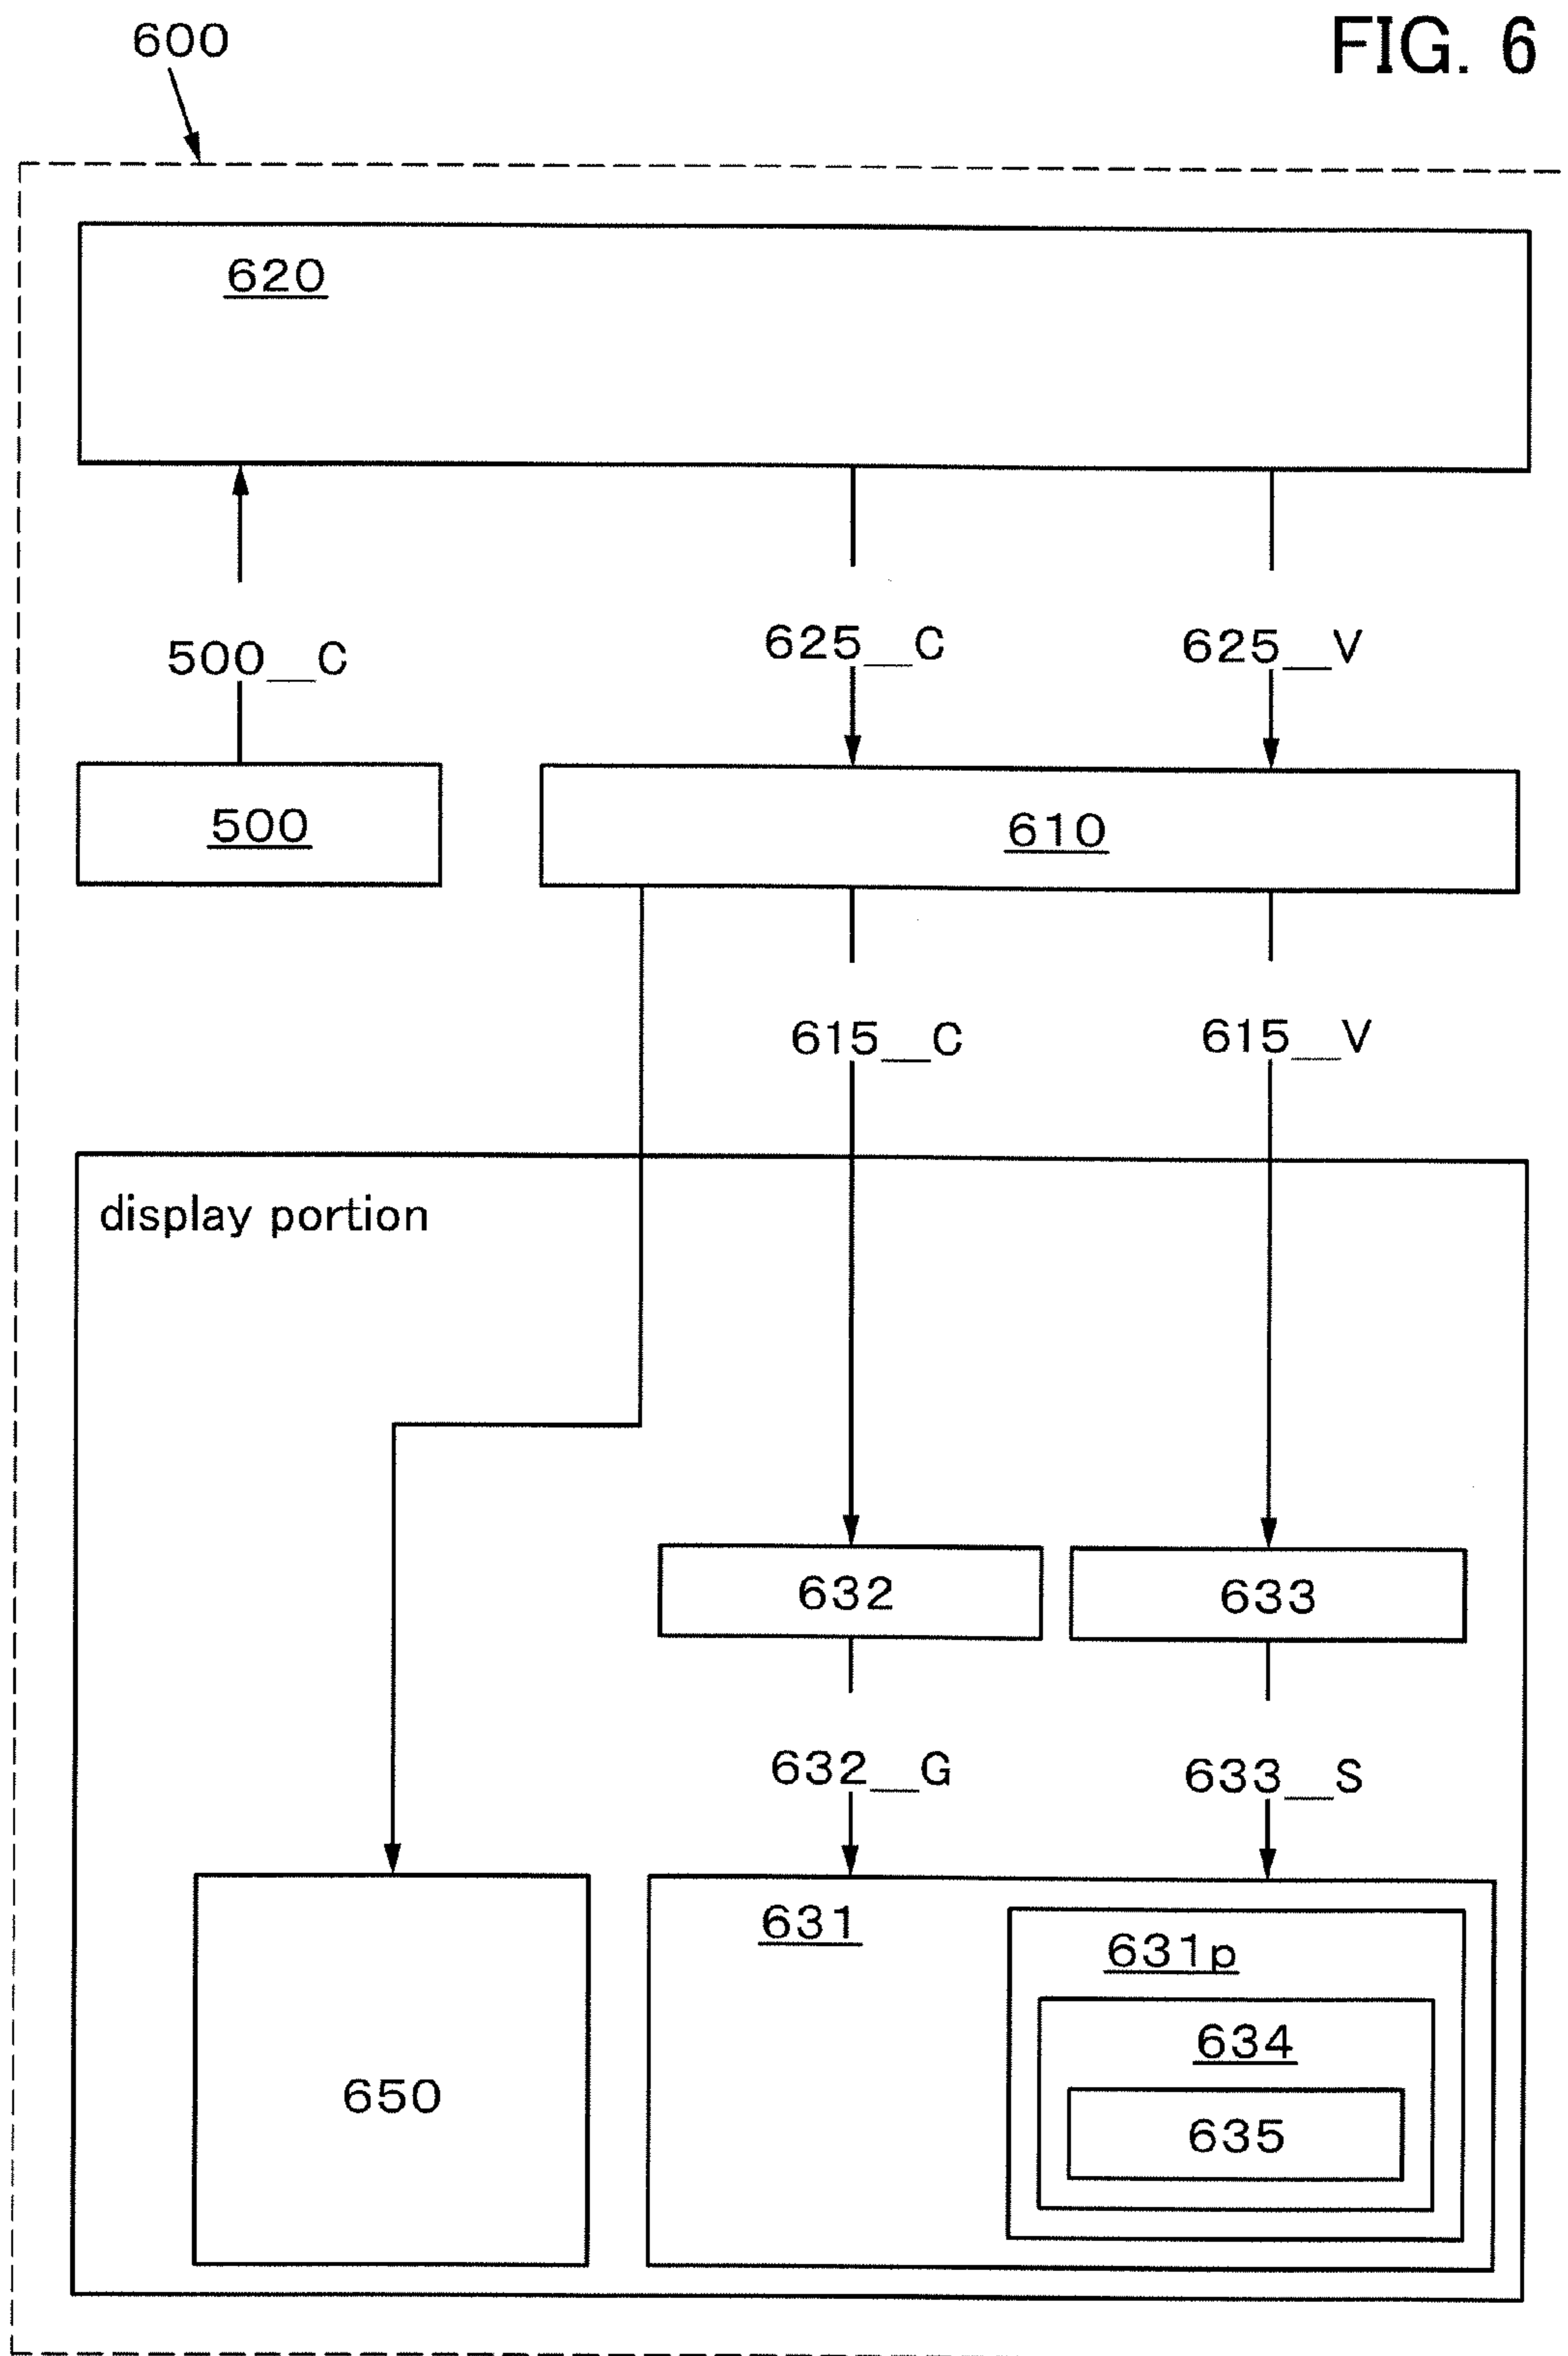 600
FIG. 6
620
500__C
625__C
625__V
500
610
615__C
615__V
display portion
632
633
632__G
633__S
631
631p
634
650
635